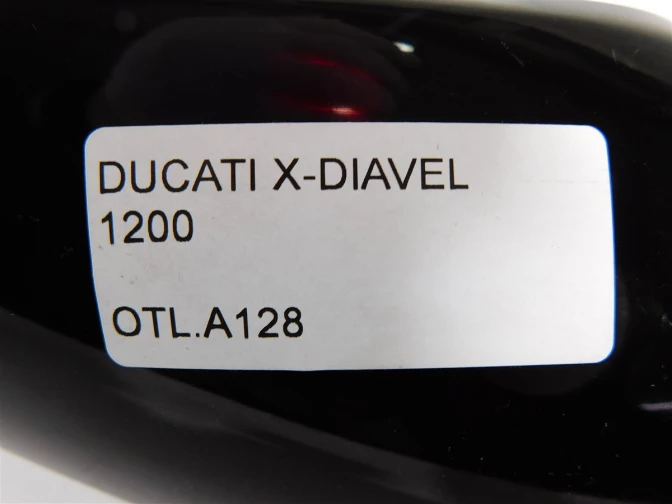 DUCATI X-DIAVEL
1200
OTL.A128